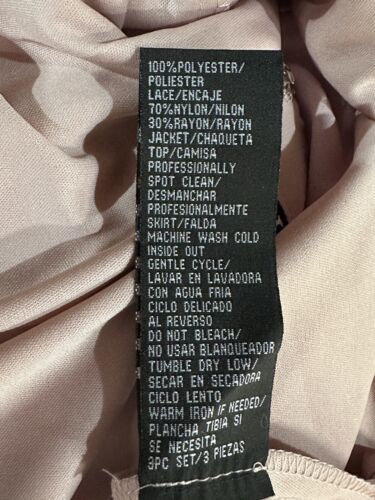 100%POLYESTER/
POLIESTER
LACE/ENCAJE
70%NYLON/NILON
30%RAYON/RAYON
JACKET/CHAQUETA
TOP/CAMISA
PROFESSIONALLY
SPOT CLEAN/
DESMANCHAR
PROFESIONALMENTE
SKIRT/FALDA
MACHINE WASH COLD
INSIDE OUT
GENTLE CYCLE/
LAVAR EN LAVADORA
CON AGUA FRIA
CICLO DELICADO
AL REVERSO
DO NOT BLEACH/
NO USAR BLANQUEADOR
TUMBLE DRY LOW/
SECAR EN SECADORA
CICLO LENTO
WARM IRON IF NEEDED/
PLANCHA TIBIA SI
SE NECESITA
3PC SET/3 PIEZAS